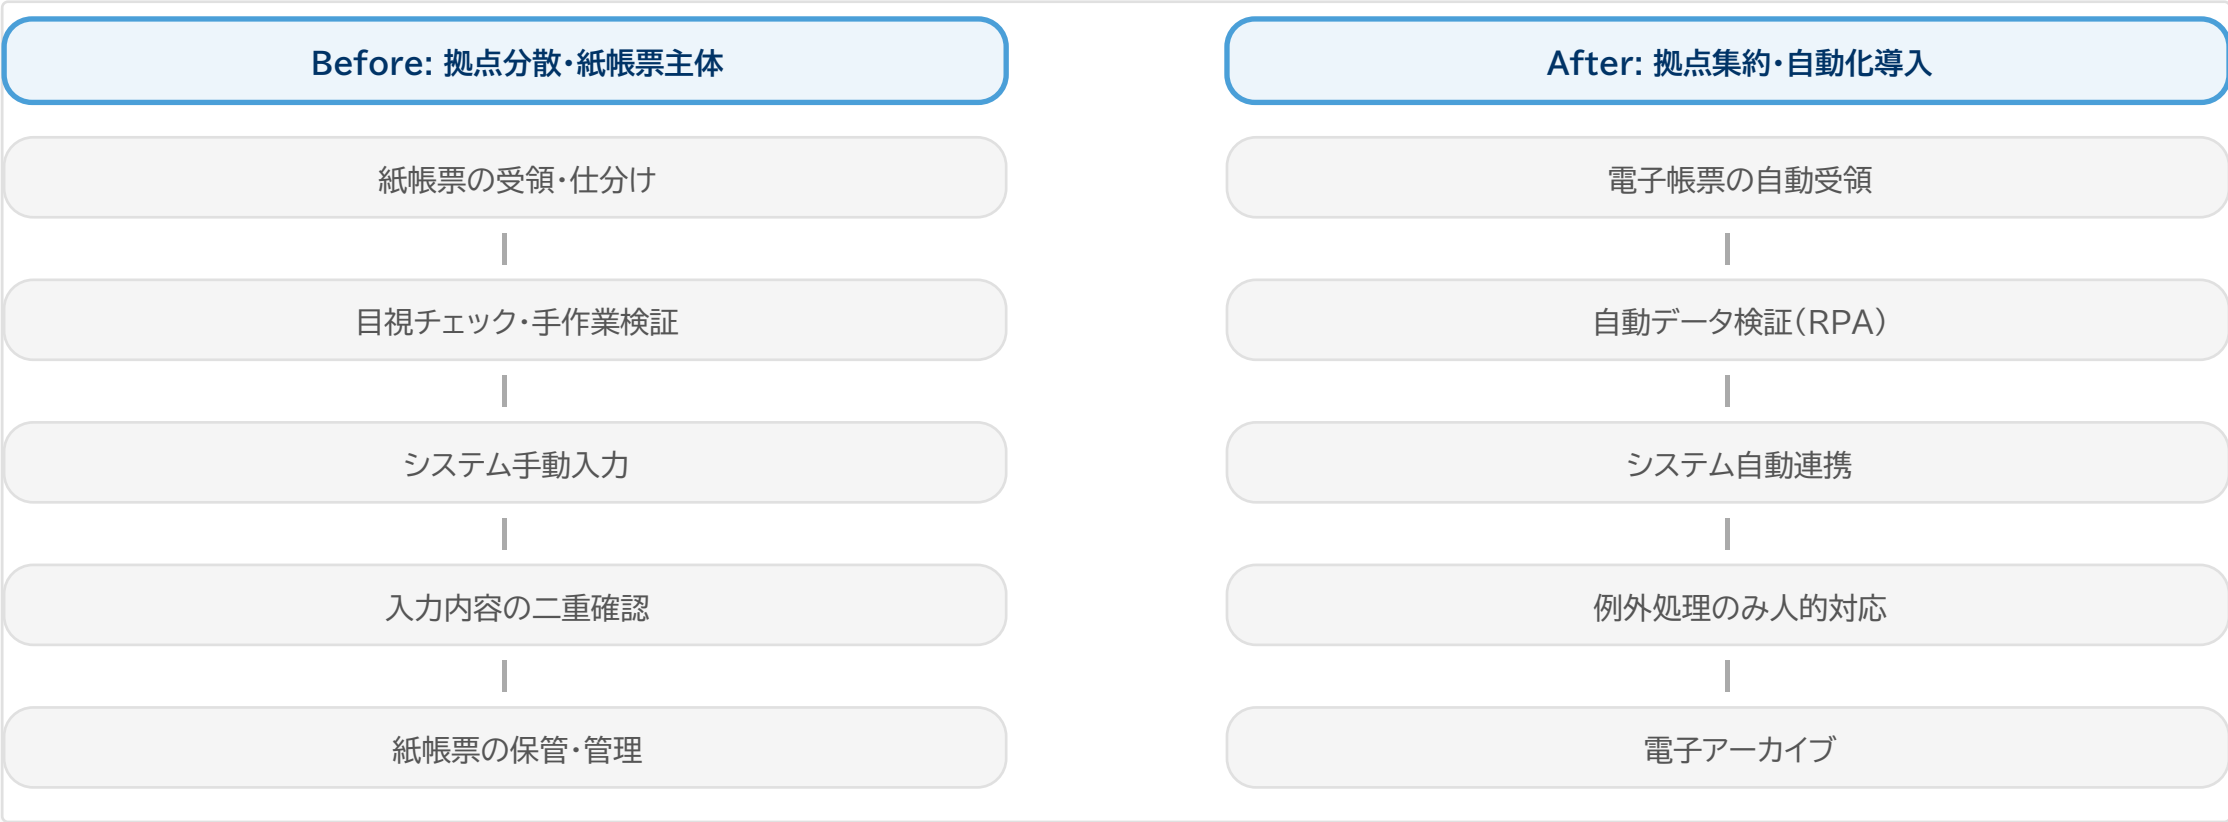 Before: 拠点分散・紙帳票主体
紙帳票の受領・仕分け
目視チェック・手作業検証
システム手動入力
入力内容の二重確認
紙帳票の保管・管理
After: 拠点集約・自動化導入
電子帳票の自動受領
自動データ検証（RPA）
システム自動連携
例外処理のみ人的対応
電子アーカイブ